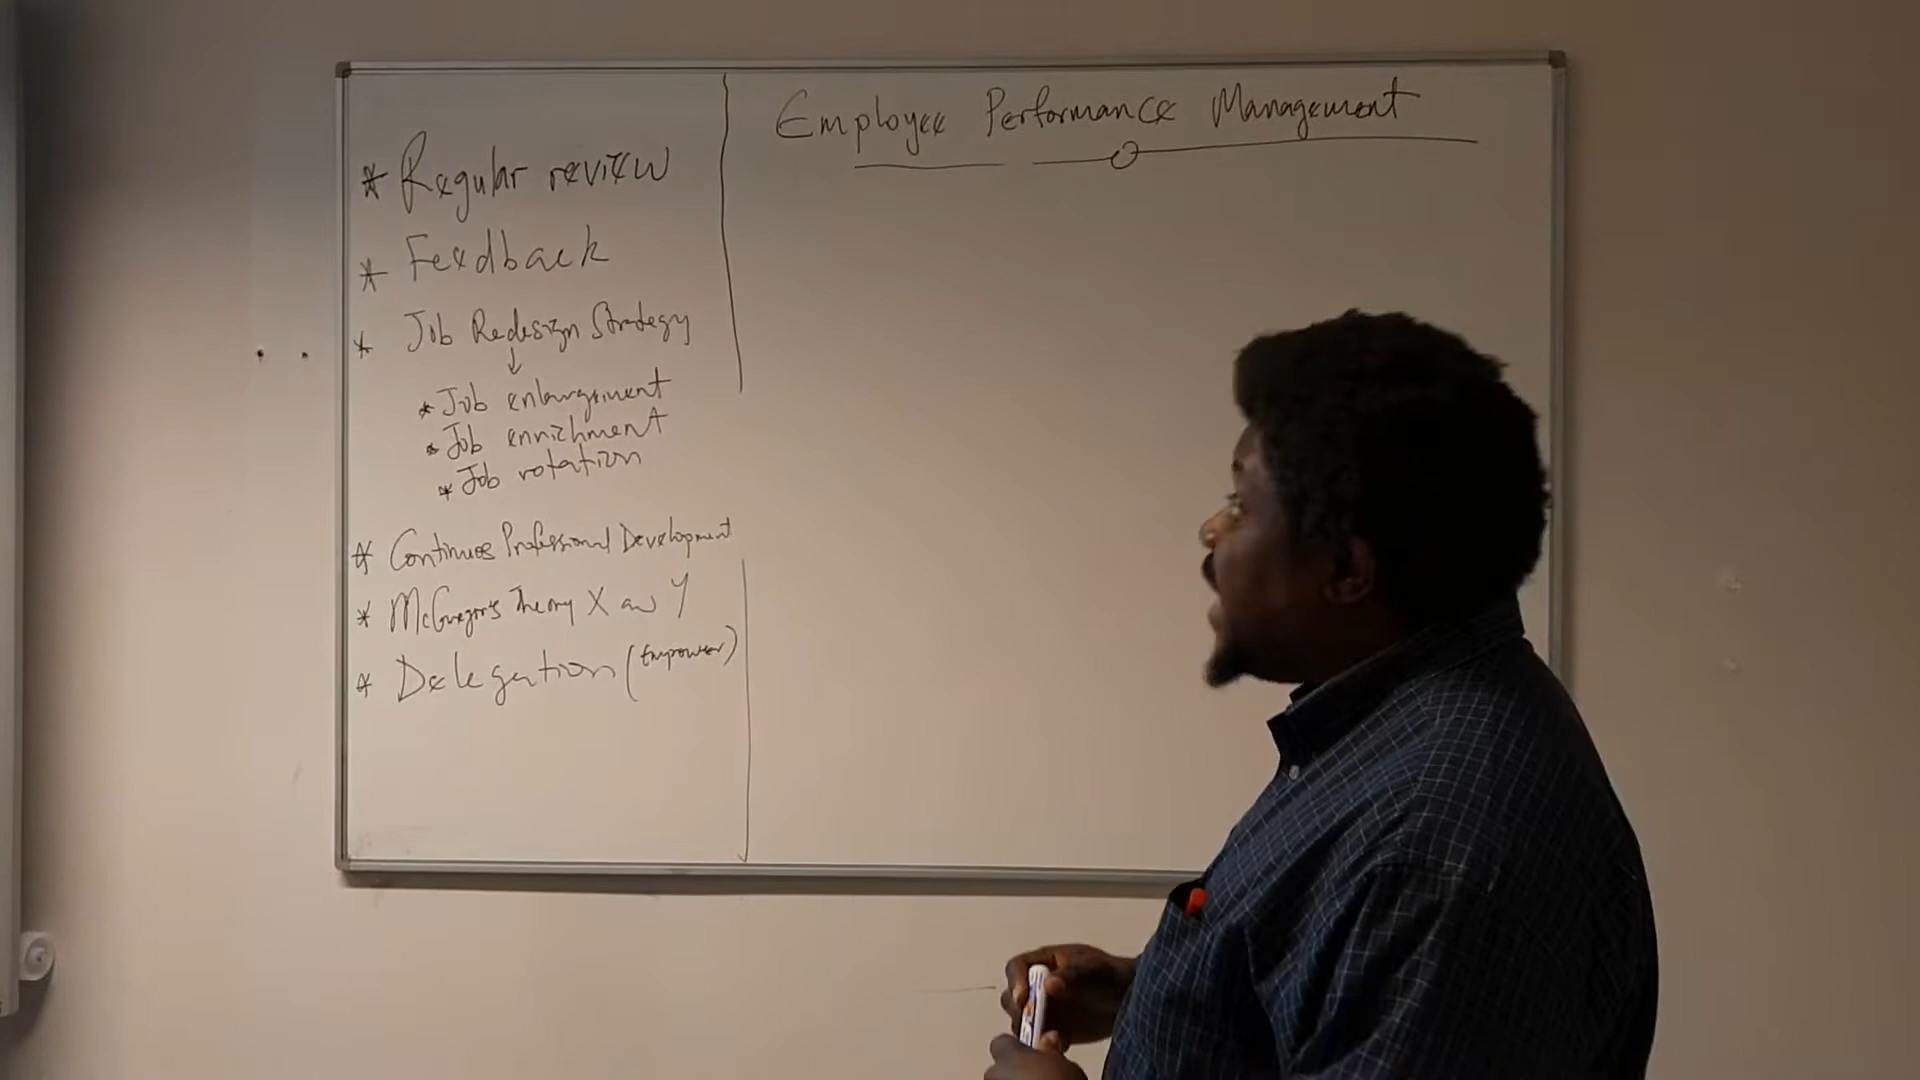 Employee Performance Management
* Regular review
* Feedback
* Job Redesign Strategy
↓
* Job enlargement
* Job enrichment
* Job rotation
* Continues Professional Development
* McGregor's Theory X and Y
* Delegation (Empower)